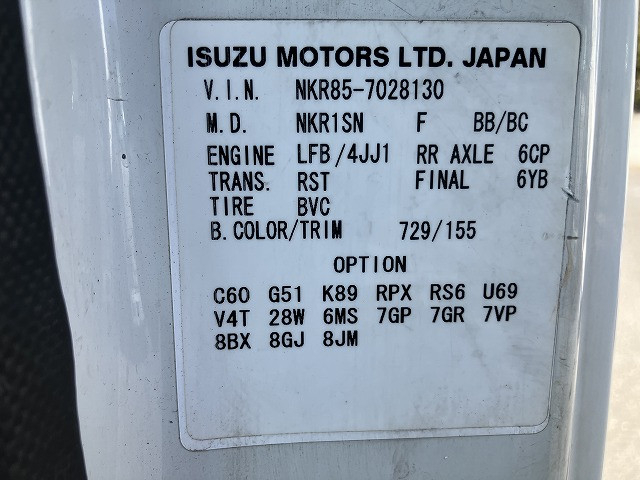 ISUZU MOTORS LTD. JAPAN
V.I.N. NKR85-7028130
M.D. NKR1SN F BB/BC
ENGINE LFB/4JJ1 RR AXLE 6CP
TRANS. RST FINAL 6YB
TIRE BVC
B.COLOR/TRIM 729/155
OPTION
C60 G51 K89 RPX RS6 U69
V4T 28W 6MS 7GP 7GR 7VP
8BX 8GJ 8JM